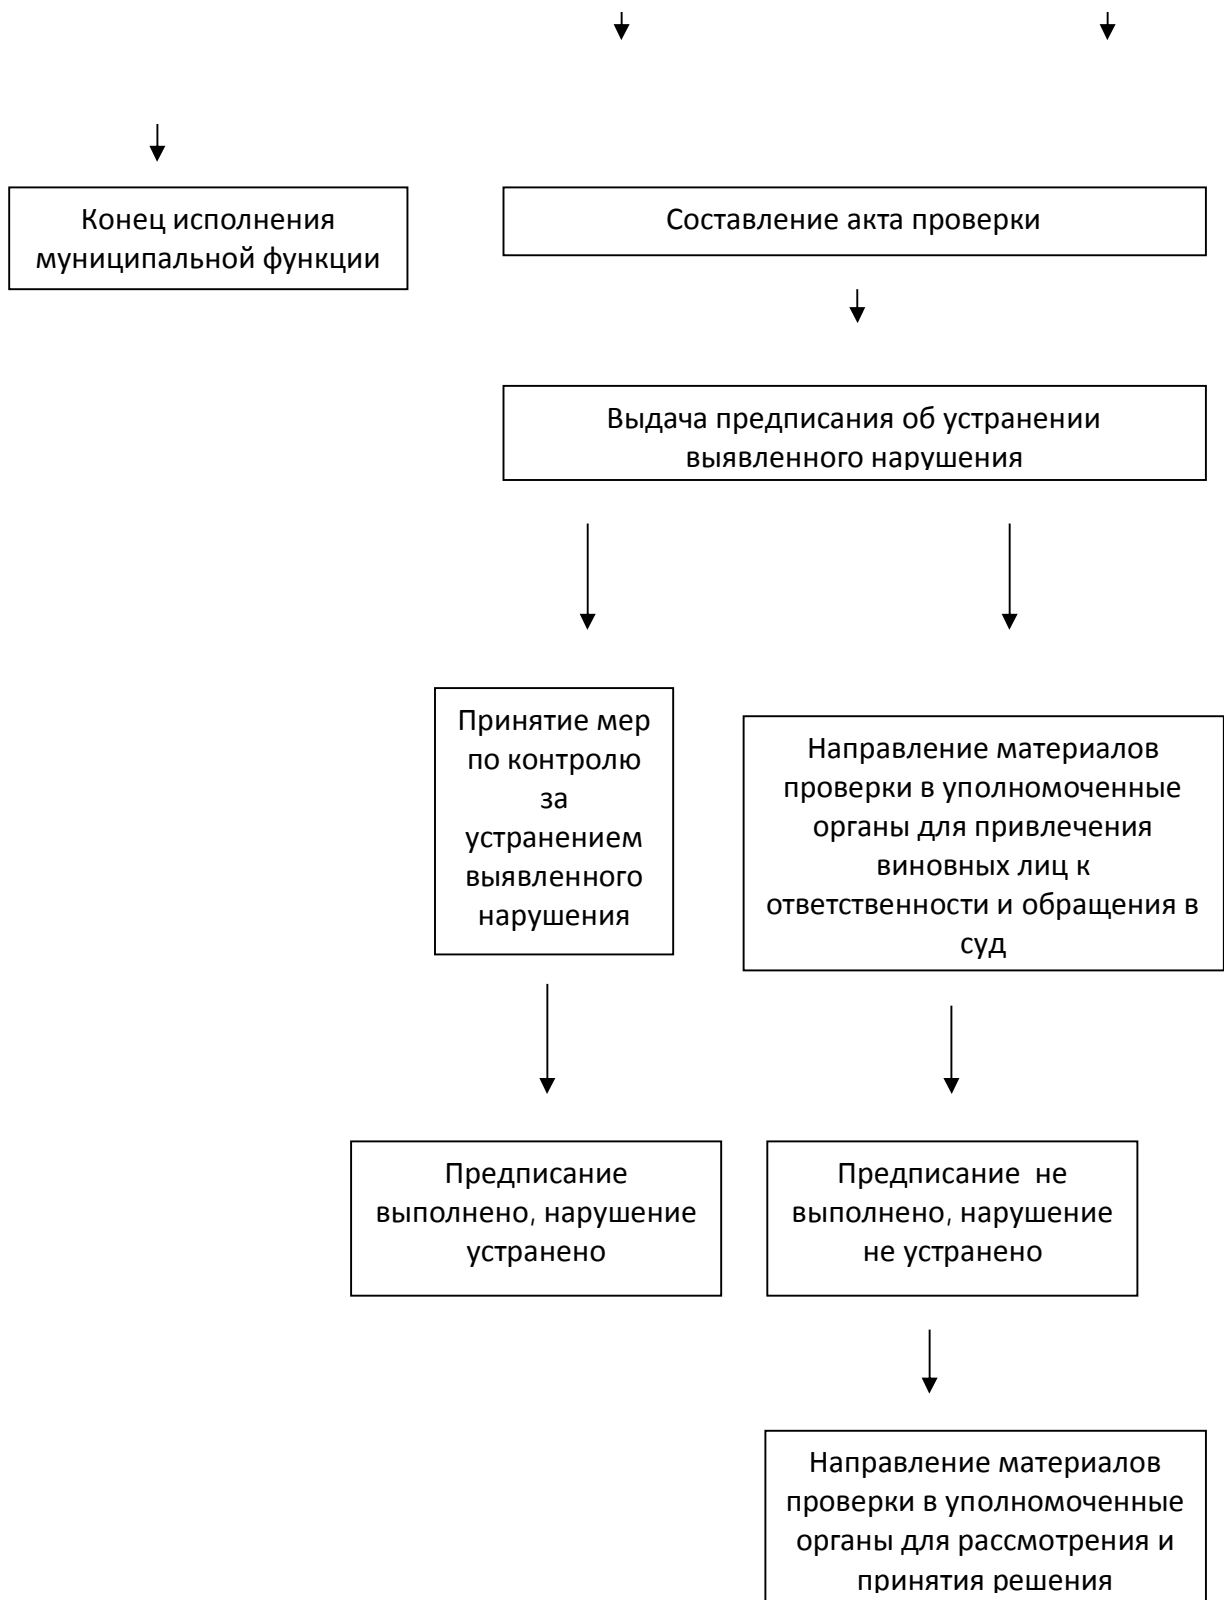 Конец исполнения
муниципальной функции
Составление акта проверки
Выдача предписания об устранении
выявленного нарушения
Принятие мер
по контролю
за
устранением
выявленного
нарушения
Направление материалов
проверки в уполномоченные
органы для привлечения
виновных лиц к
ответственности и обращения в
суд
Предписание
выполнено, нарушение
устранено
Предписание  не
выполнено, нарушение
не устранено
Направление материалов
проверки в уполномоченные
органы для рассмотрения и
принятия решения